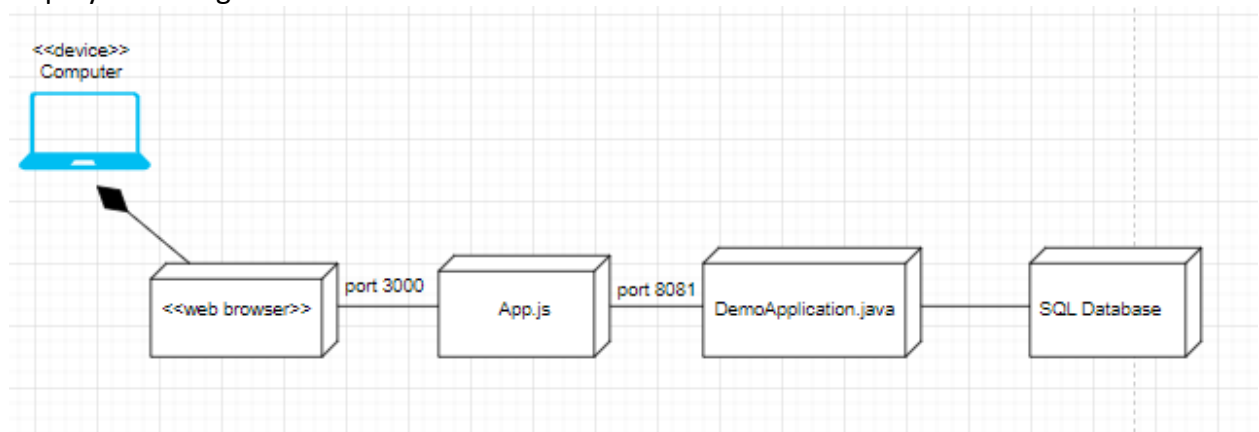 <<device>>
Computer
port 3000
port 8081
<<web browser>>
App.js
DemoApplication.java
SQL Database